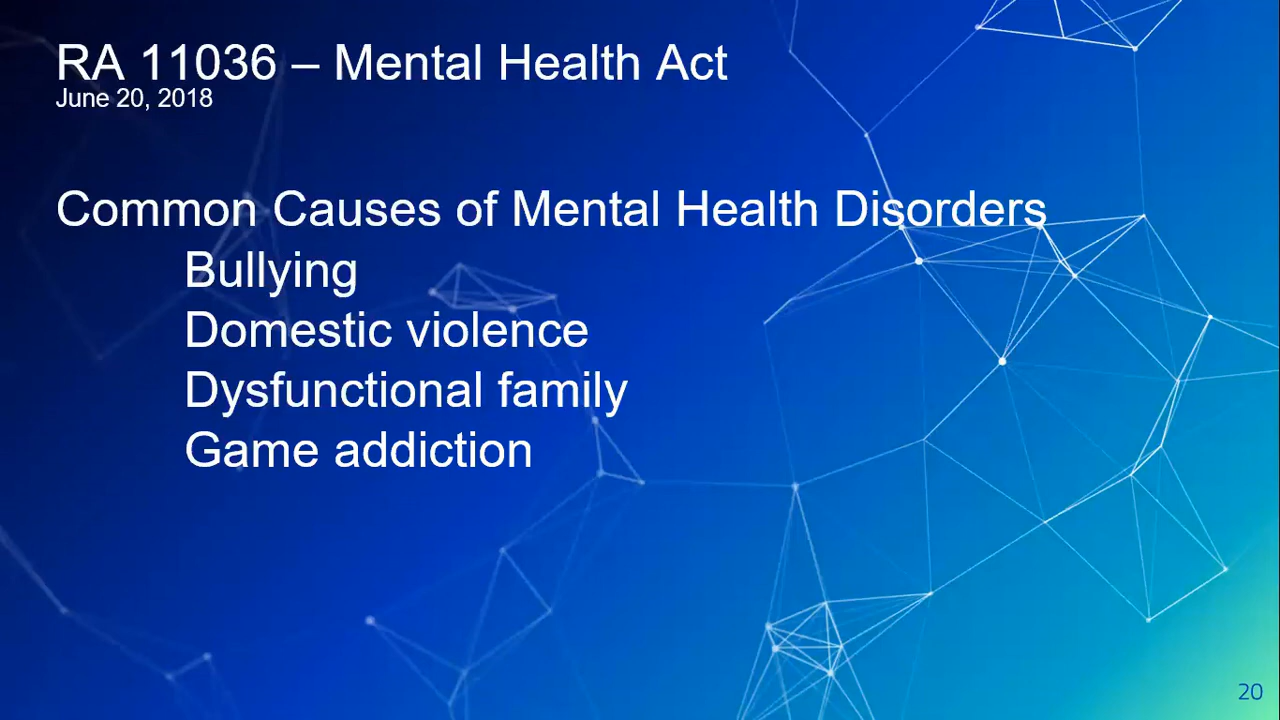 RA 11036 – Mental Health Act
June 20, 2018
Common Causes of Mental Health Disorders
Bullying
Domestic violence
Dysfunctional family
Game addiction
20